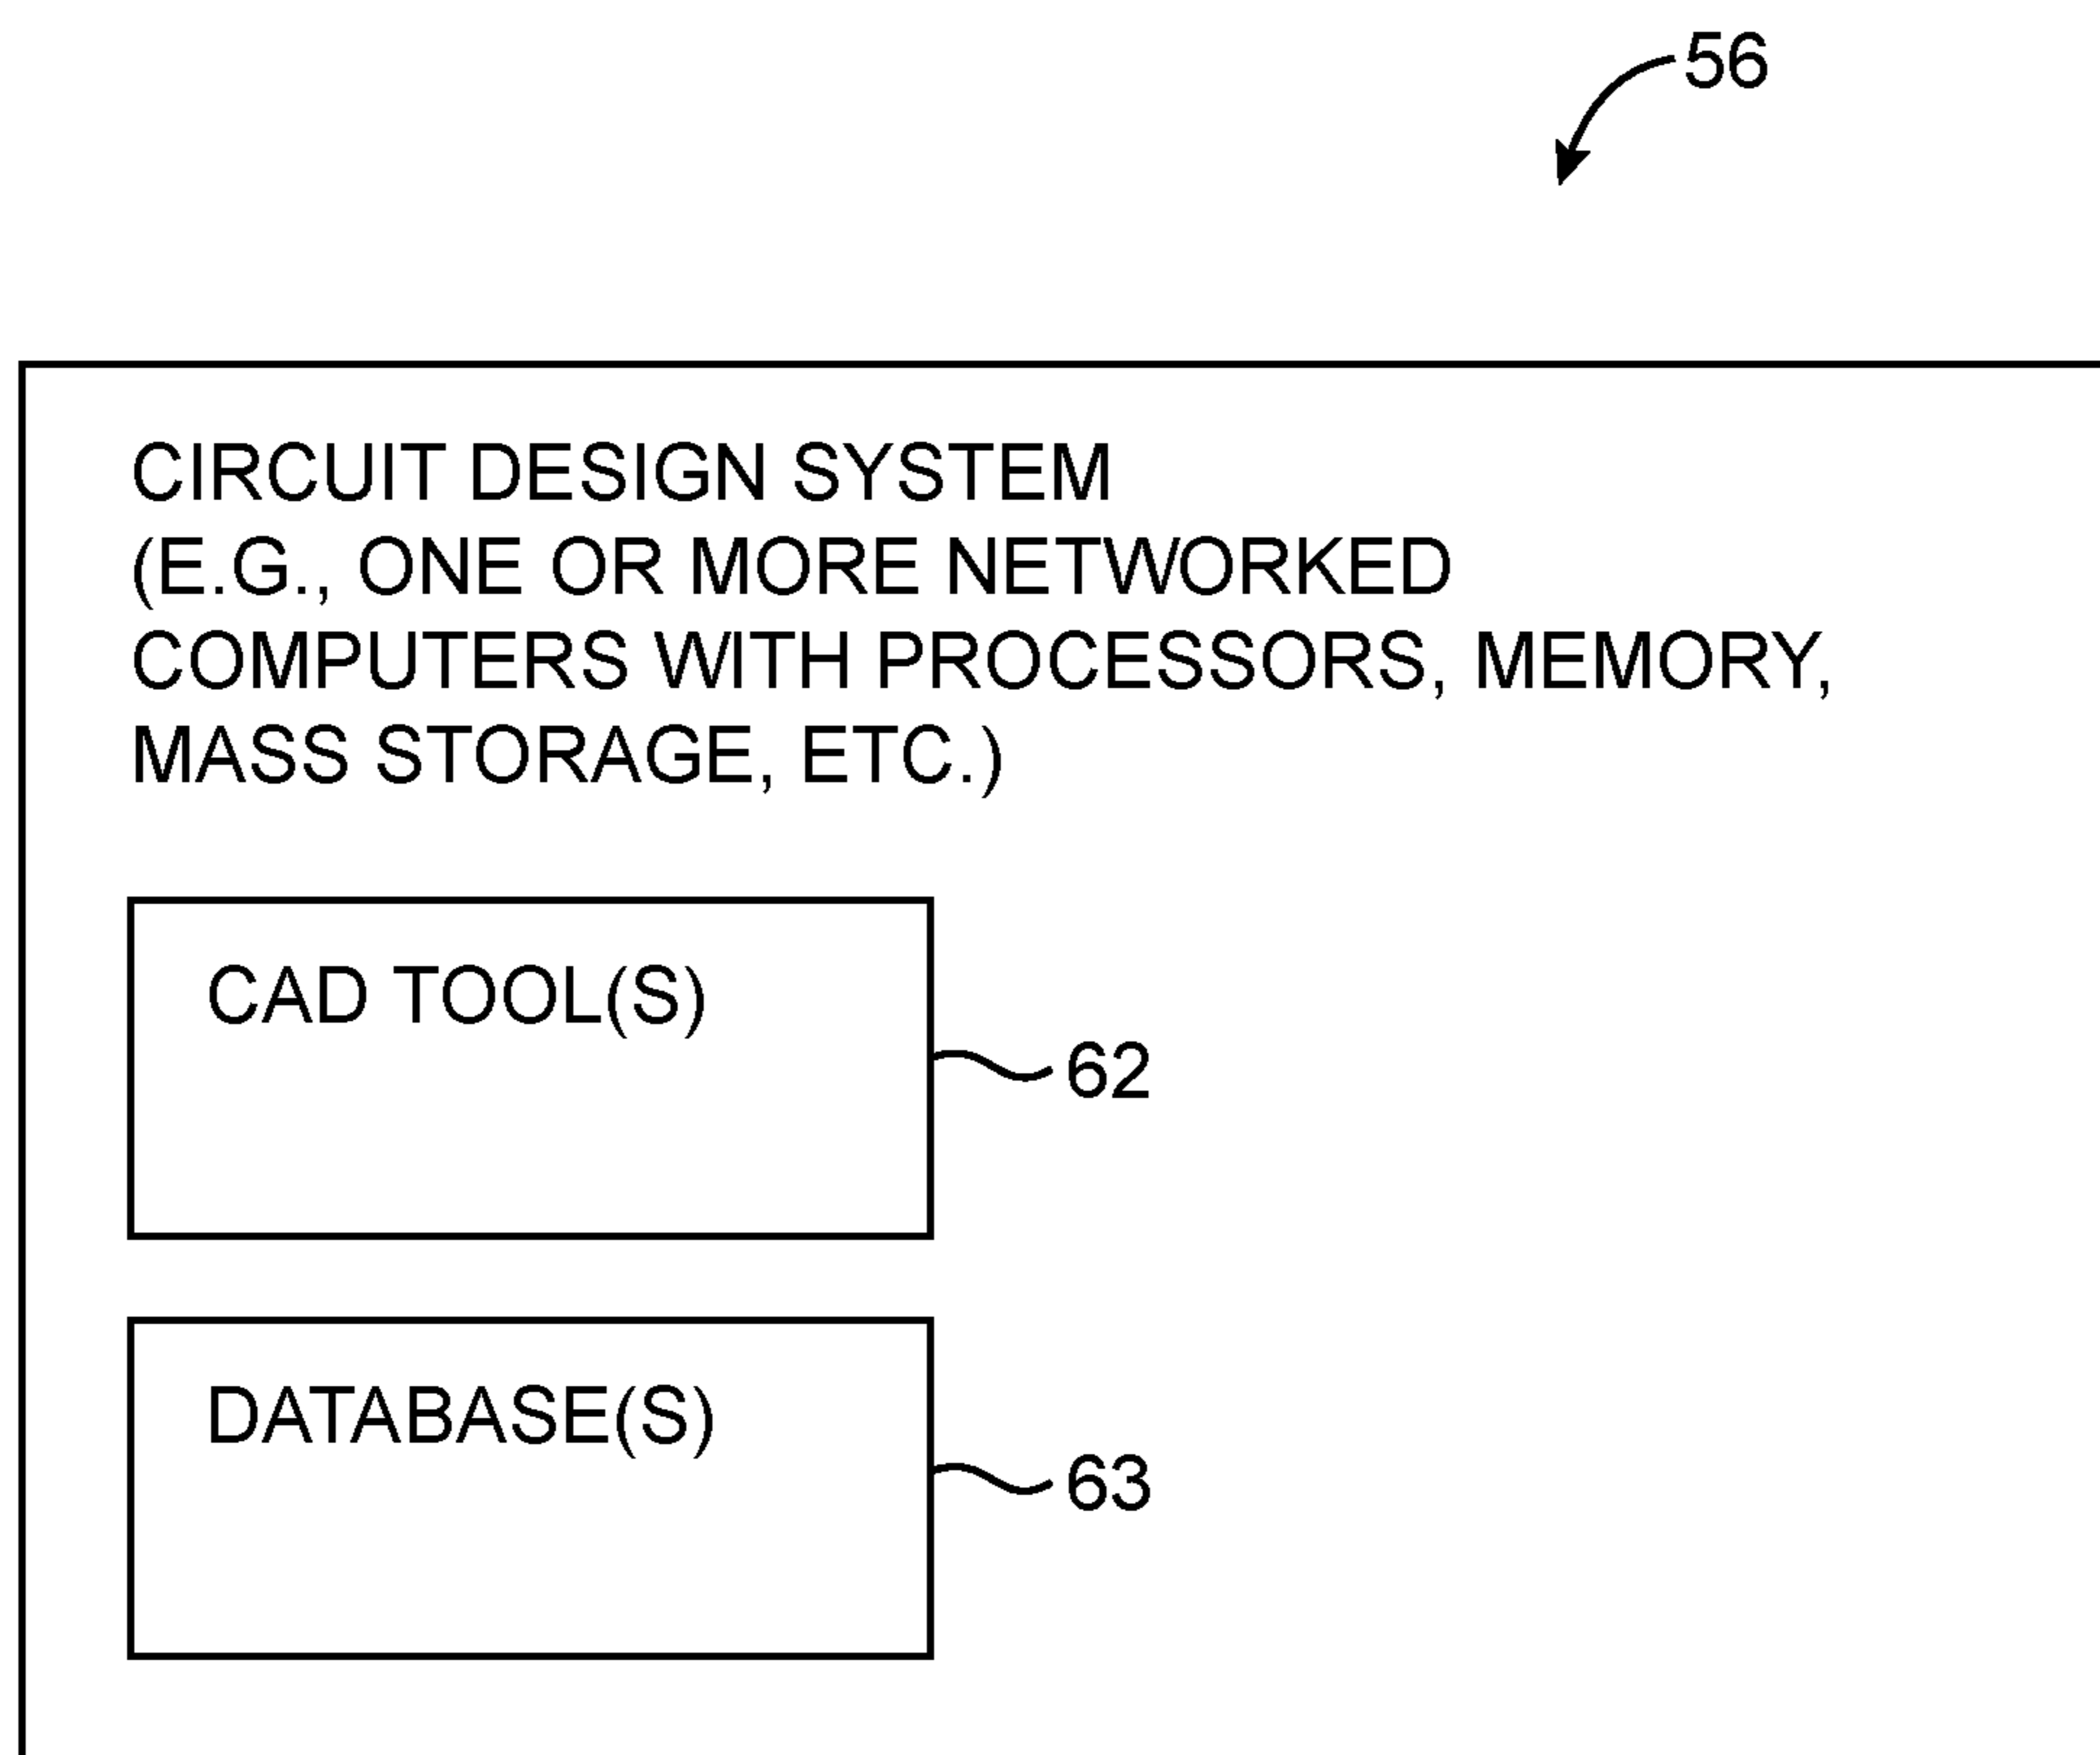 56
CIRCUIT DESIGN SYSTEM
(E.G., ONE OR MORE NETWORKED
COMPUTERS WITH PROCESSORS, MEMORY,
MASS STORAGE, ETC.)
CAD TOOL(S)
62
DATABASE(S)
63